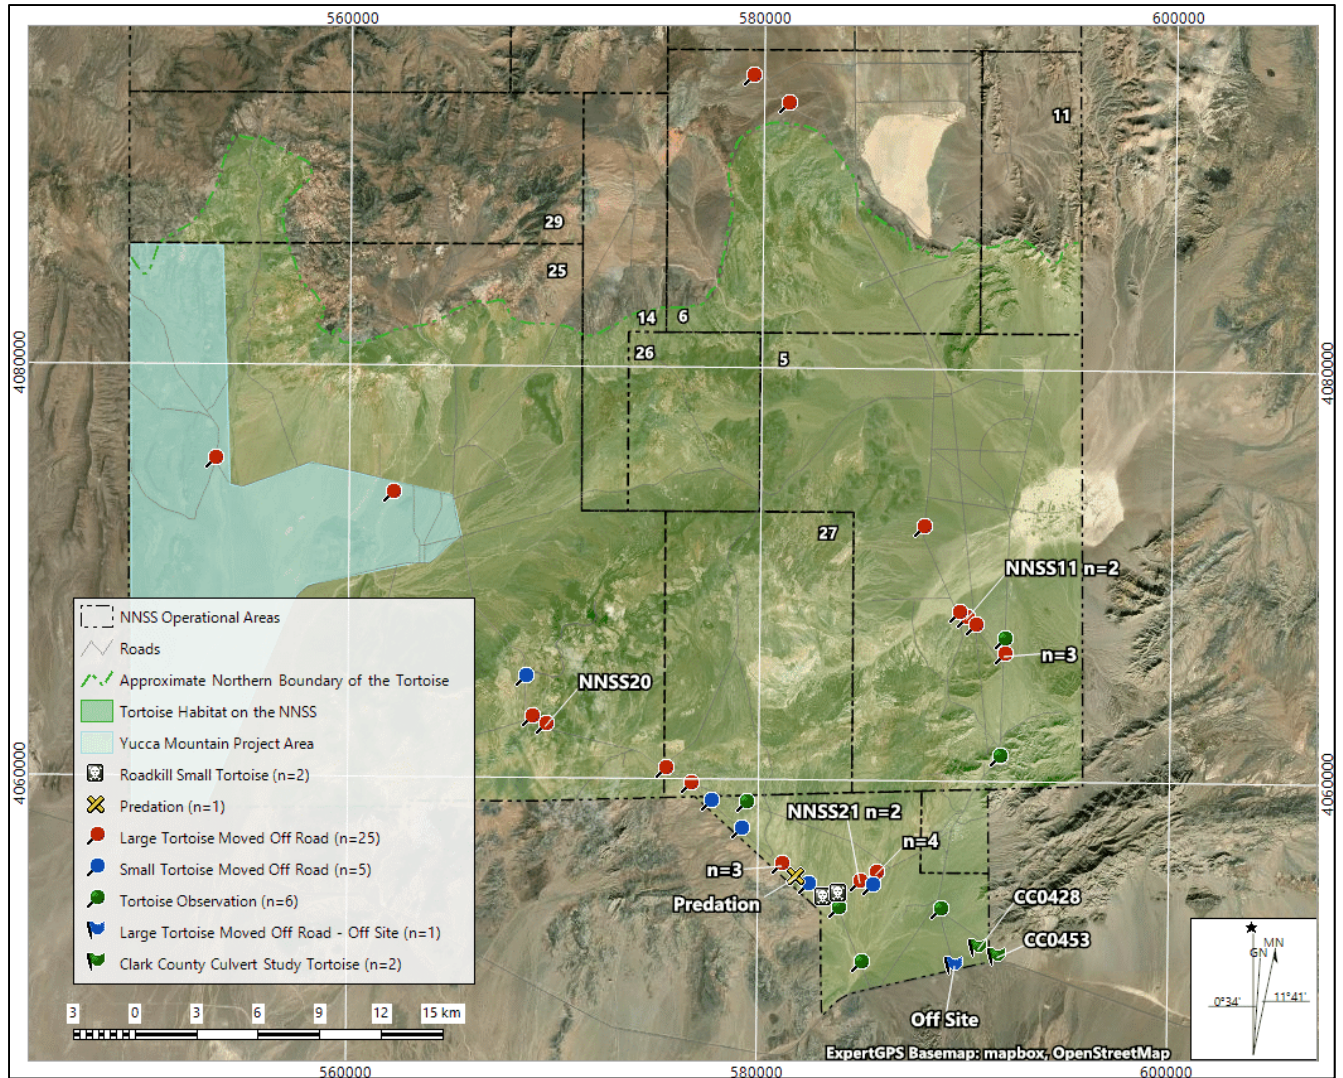 560000
580000
600000
11
29
25
14
6
26
5
4080000
4080000
27
NNSS11 n=2
n=3
NNSS20
4060000
4060000
NNSS21 n=2
n=4
n=3
Predation
CC0428
CC0453
Off Site
NNSS Operational Areas
Roads
Approximate Northern Boundary of the Tortoise
Tortoise Habitat on the NNSS
Yucca Mountain Project Area
Roadkill Small Tortoise (n=2)
Predation (n=1)
Large Tortoise Moved Off Road (n=25)
Small Tortoise Moved Off Road (n=5)
Tortoise Observation (n=6)
Large Tortoise Moved Off Road - Off Site (n=1)
Clark County Culvert Study Tortoise (n=2)
3 0 3 6 9 12 15 km
MN
GN
0°34' 11°41'
ExpertGPS Basemap: mapbox, OpenStreetMap
560000
580000
600000